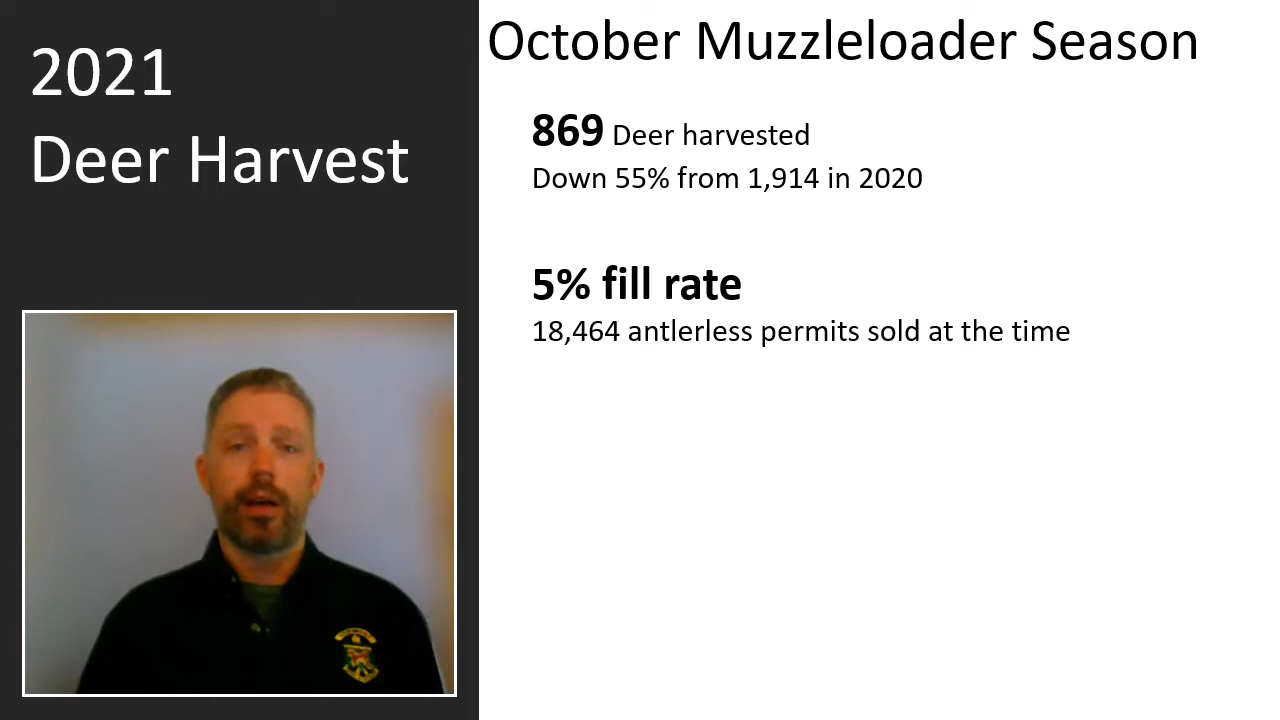 2021
Deer Harvest
October Muzzleloader Season
869 Deer harvested
Down 55% from 1,914 in 2020
5% fill rate
18,464 antlerless permits sold at the time